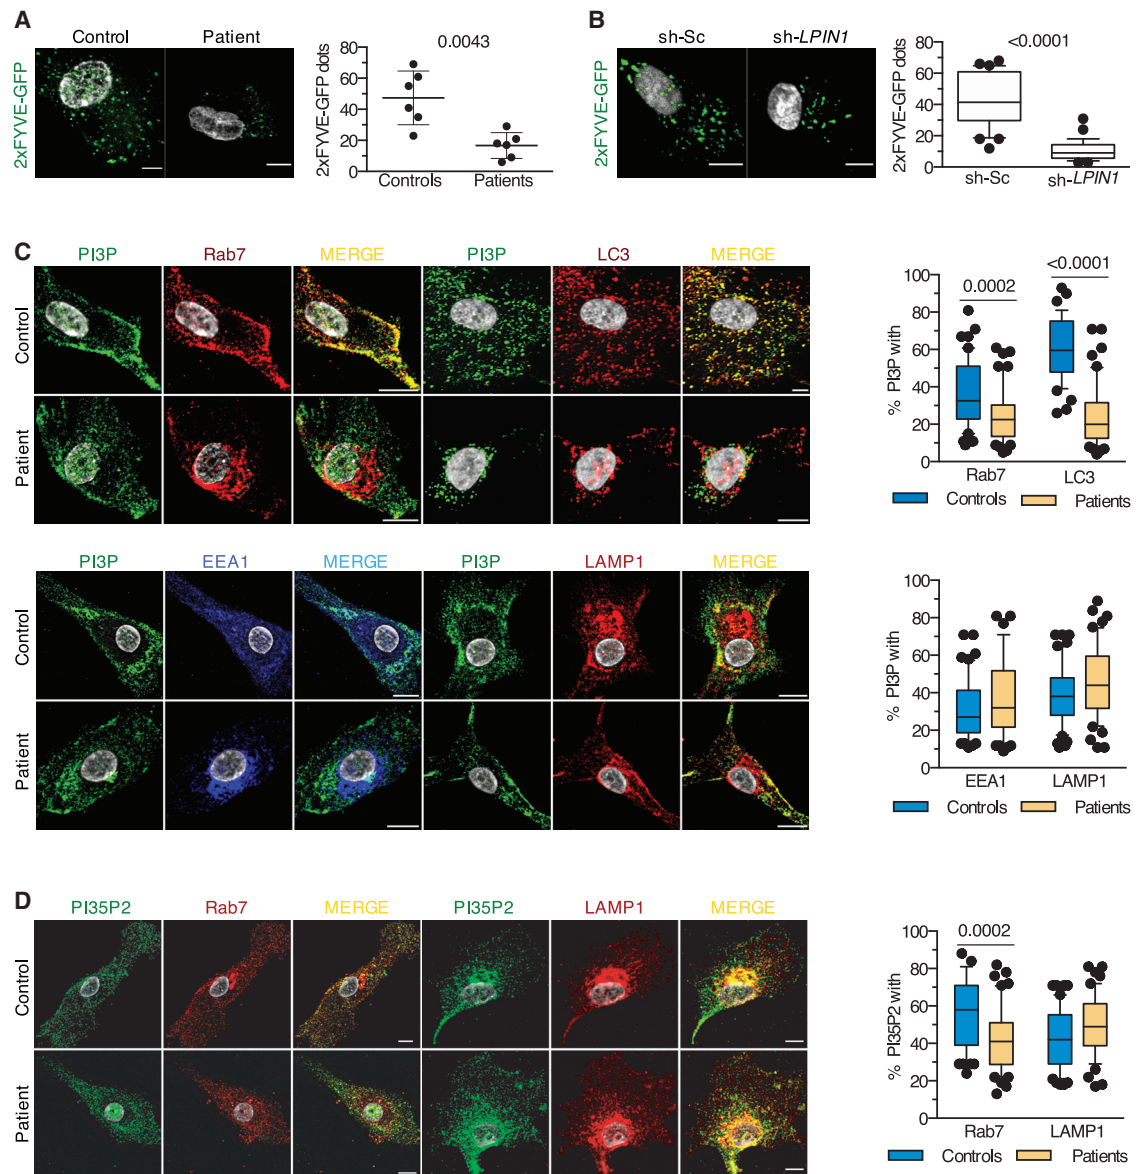 A
Control
Patient
2xFYVE-GFP
2xFYVE-GFP dots
0.0043
80
60
40
20
0
Controls
Patients
B
sh-Sc
sh-LPIN1
2xFYVE-GFP
2xFYVE-GFP dots
<0.0001
80
60
40
20
0
sh-Sc
sh-LPIN1
C
PI3P
Rab7
MERGE
PI3P
LC3
MERGE
Control
Patient
% PI3P with
100
80
60
40
20
0
0.0002
<0.0001
Rab7
LC3
Controls
Patients
PI3P
EEA1
MERGE
PI3P
LAMP1
MERGE
Control
Patient
% PI3P with
100
80
60
40
20
0
EEA1
LAMP1
Controls
Patients
D
PI35P2
Rab7
MERGE
PI35P2
LAMP1
MERGE
Control
Patient
% PI35P2 with
100
80
60
40
20
0
0.0002
Rab7
LAMP1
Controls
Patients